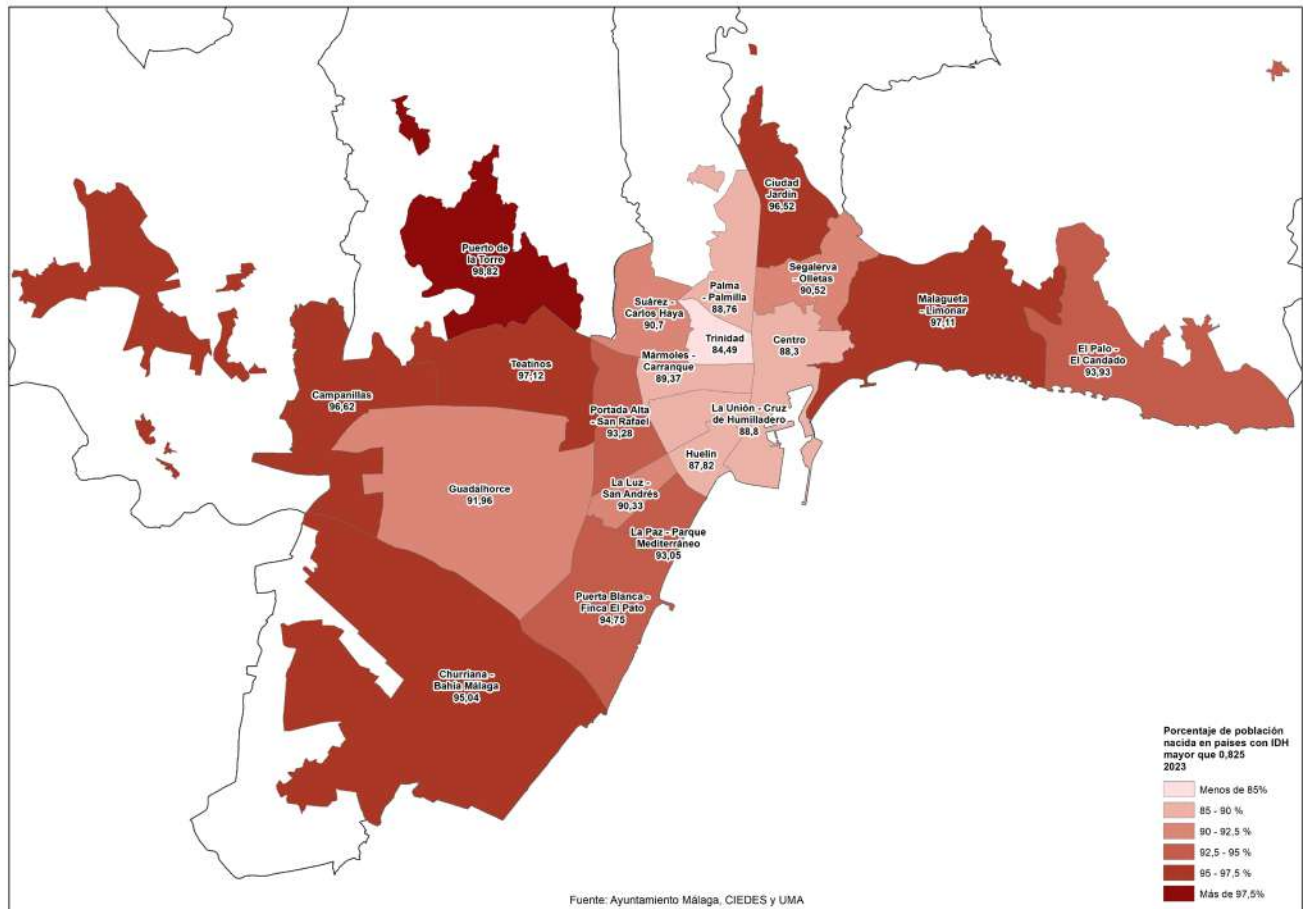 Ciudad
Jardín
96,52
Puerto de
la Torre
98,82
Segalerva
- Olletas
90,52
Palma
- Palmilla
88,76
Suárez -
Carlos Haya
90,7
Malagueta
- Limonar
97,11
Trinidad
84,49
Centro
88,3
El Palo -
El Candado
93,93
Mármoles -
Carranque
89,37
Teatinos
97,12
Campanillas
96,62
Portada Alta
- San Rafael
93,28
La Unión - Cruz
de Humilladero
88,8
Huelin
87,82
La Luz -
San Andrés
90,33
Guadalhorce
91,96
La Paz - Parque
Mediterráneo
93,05
Puerta Blanca -
Finca El Pato
94,75
Churriana -
Bahía Málaga
95,04
Porcentaje de población
nacida en países con IDH
mayor que 0,825
2023
Menos de 85%
85 - 90 %
90 - 92,5 %
92,5 - 95 %
95 - 97,5 %
Más de 97,5%
Fuente: Ayuntamiento Málaga, CIEDES y UMA